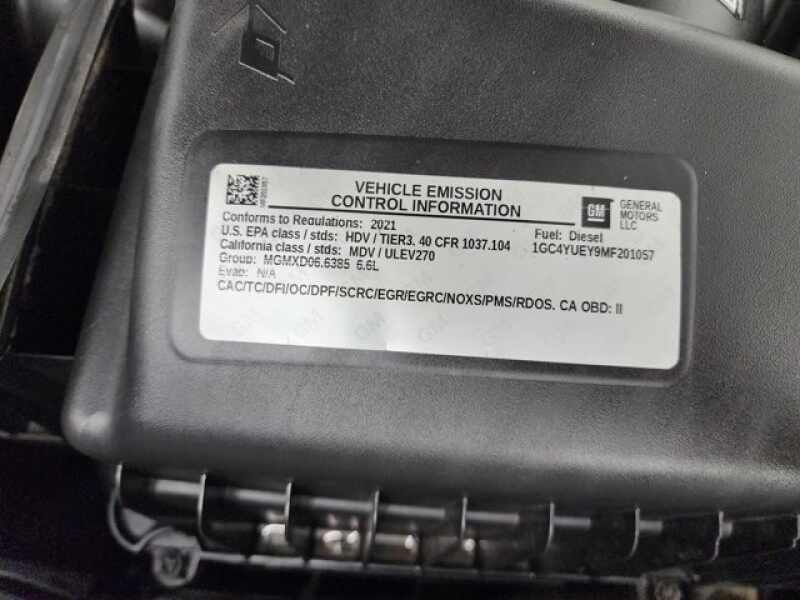 VEHICLE EMISSION
CONTROL INFORMATION
GM
GENERAL
MOTORS
LLC
Conforms to Regulations: 2021
Fuel: Diesel
U.S. EPA class / stds: HDV / TIER3. 40 CFR 1037.104
1GC4YUEY9MF201057
California class / stds: MDV / ULEV270
Group: MGMXD06.6385 6.6L
Evap: N/A
CAC/TC/DFI/OC/DPF/SCRC/EGR/EGRC/NOXS/PMS/RDOS. CA OBD: II